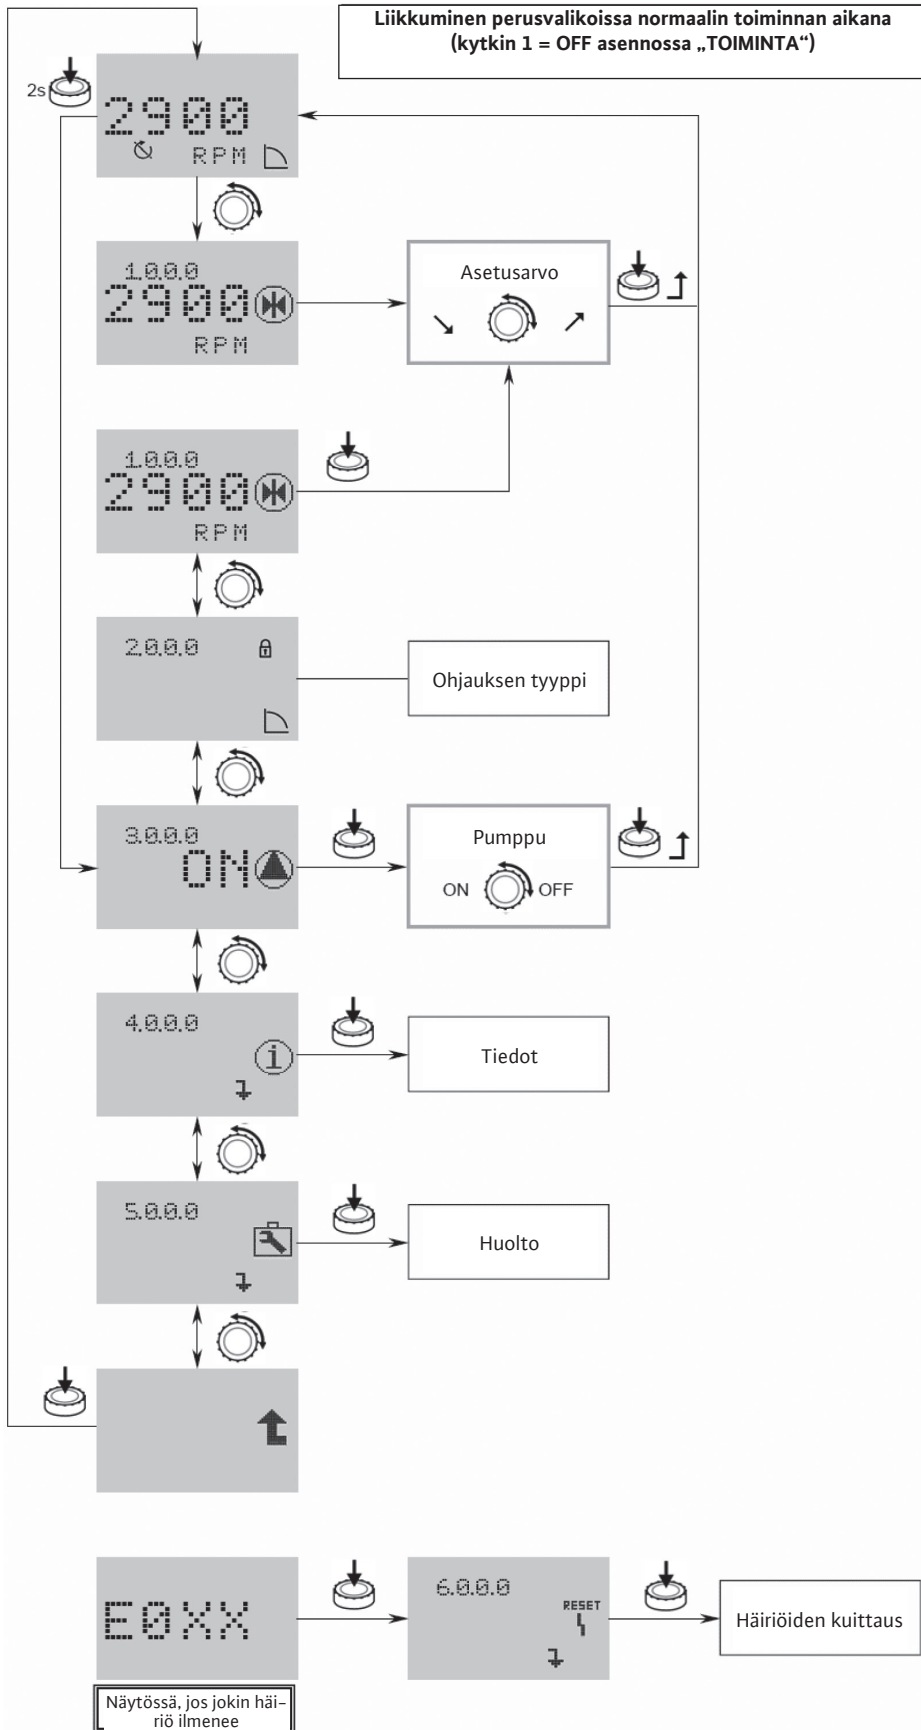 Liikkuminen perusvalikoissa normaalin toiminnan aikana
(kytkin 1 = OFF asennossa „TOIMINTA“)
2s
2900
RPM
1.0.0.0
2900
RPM
Asetusarvo
1.0.0.0
2900
RPM
2.0.0.0
Ohjauksen tyyppi
3.0.0.0
ON
Pumppu
ON OFF
4.0.0.0
i
Tiedot
5.0.0.0
Huolto
E0XX
6.0.0.0
RESET
Häiriöiden kuittaus
Näytössä, jos jokin häi-
riö ilmenee